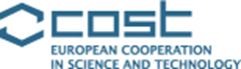 cost
EUROPEAN COOPERATION
IN SCIENCE AND TECHNOLOGY